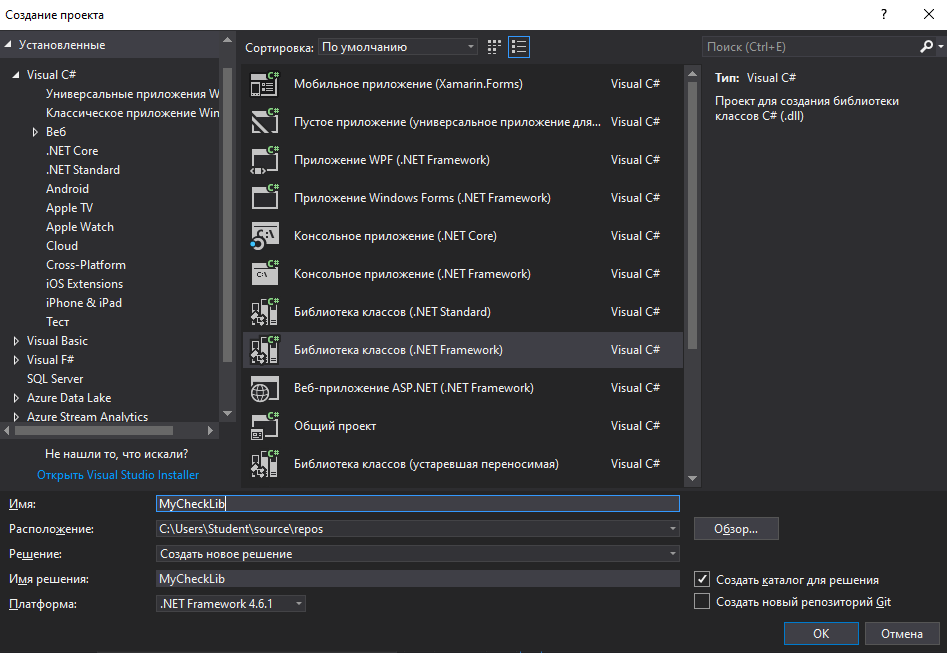 Создание проекта
?
Установленные
Visual C#
Универсальные приложения W
Классическое приложение Win
Веб
.NET Core
.NET Standard
Android
Apple TV
Apple Watch
Cloud
Cross-Platform
iOS Extensions
iPhone & iPad
Тест
Visual Basic
Visual F#
SQL Server
Azure Data Lake
Azure Stream Analytics
Не нашли то, что искали?
Открыть Visual Studio Installer
Сортировка: По умолчанию
Мобильное приложение (Xamarin.Forms) Visual C#
Пустое приложение (универсальное приложение для... Visual C#
Приложение WPF (.NET Framework) Visual C#
Приложение Windows Forms (.NET Framework) Visual C#
Консольное приложение (.NET Core) Visual C#
Консольное приложение (.NET Framework) Visual C#
Библиотека классов (.NET Standard) Visual C#
Библиотека классов (.NET Framework) Visual C#
Веб-приложение ASP.NET (.NET Framework) Visual C#
Общий проект Visual C#
Библиотека классов (устаревшая переносимая) Visual C#
Поиск (Ctrl+E)
Тип: Visual C#
Проект для создания библиотеки
классов C# (.dll)
Имя: MyCheckLib
Расположение: C:\Users\Student\source\repos
Обзор...
Решение: Создать новое решение
Имя решения: MyCheckLib
Создать каталог для решения
Платформа: .NET Framework 4.6.1
Создать новый репозиторий Git
ОК
Отмена